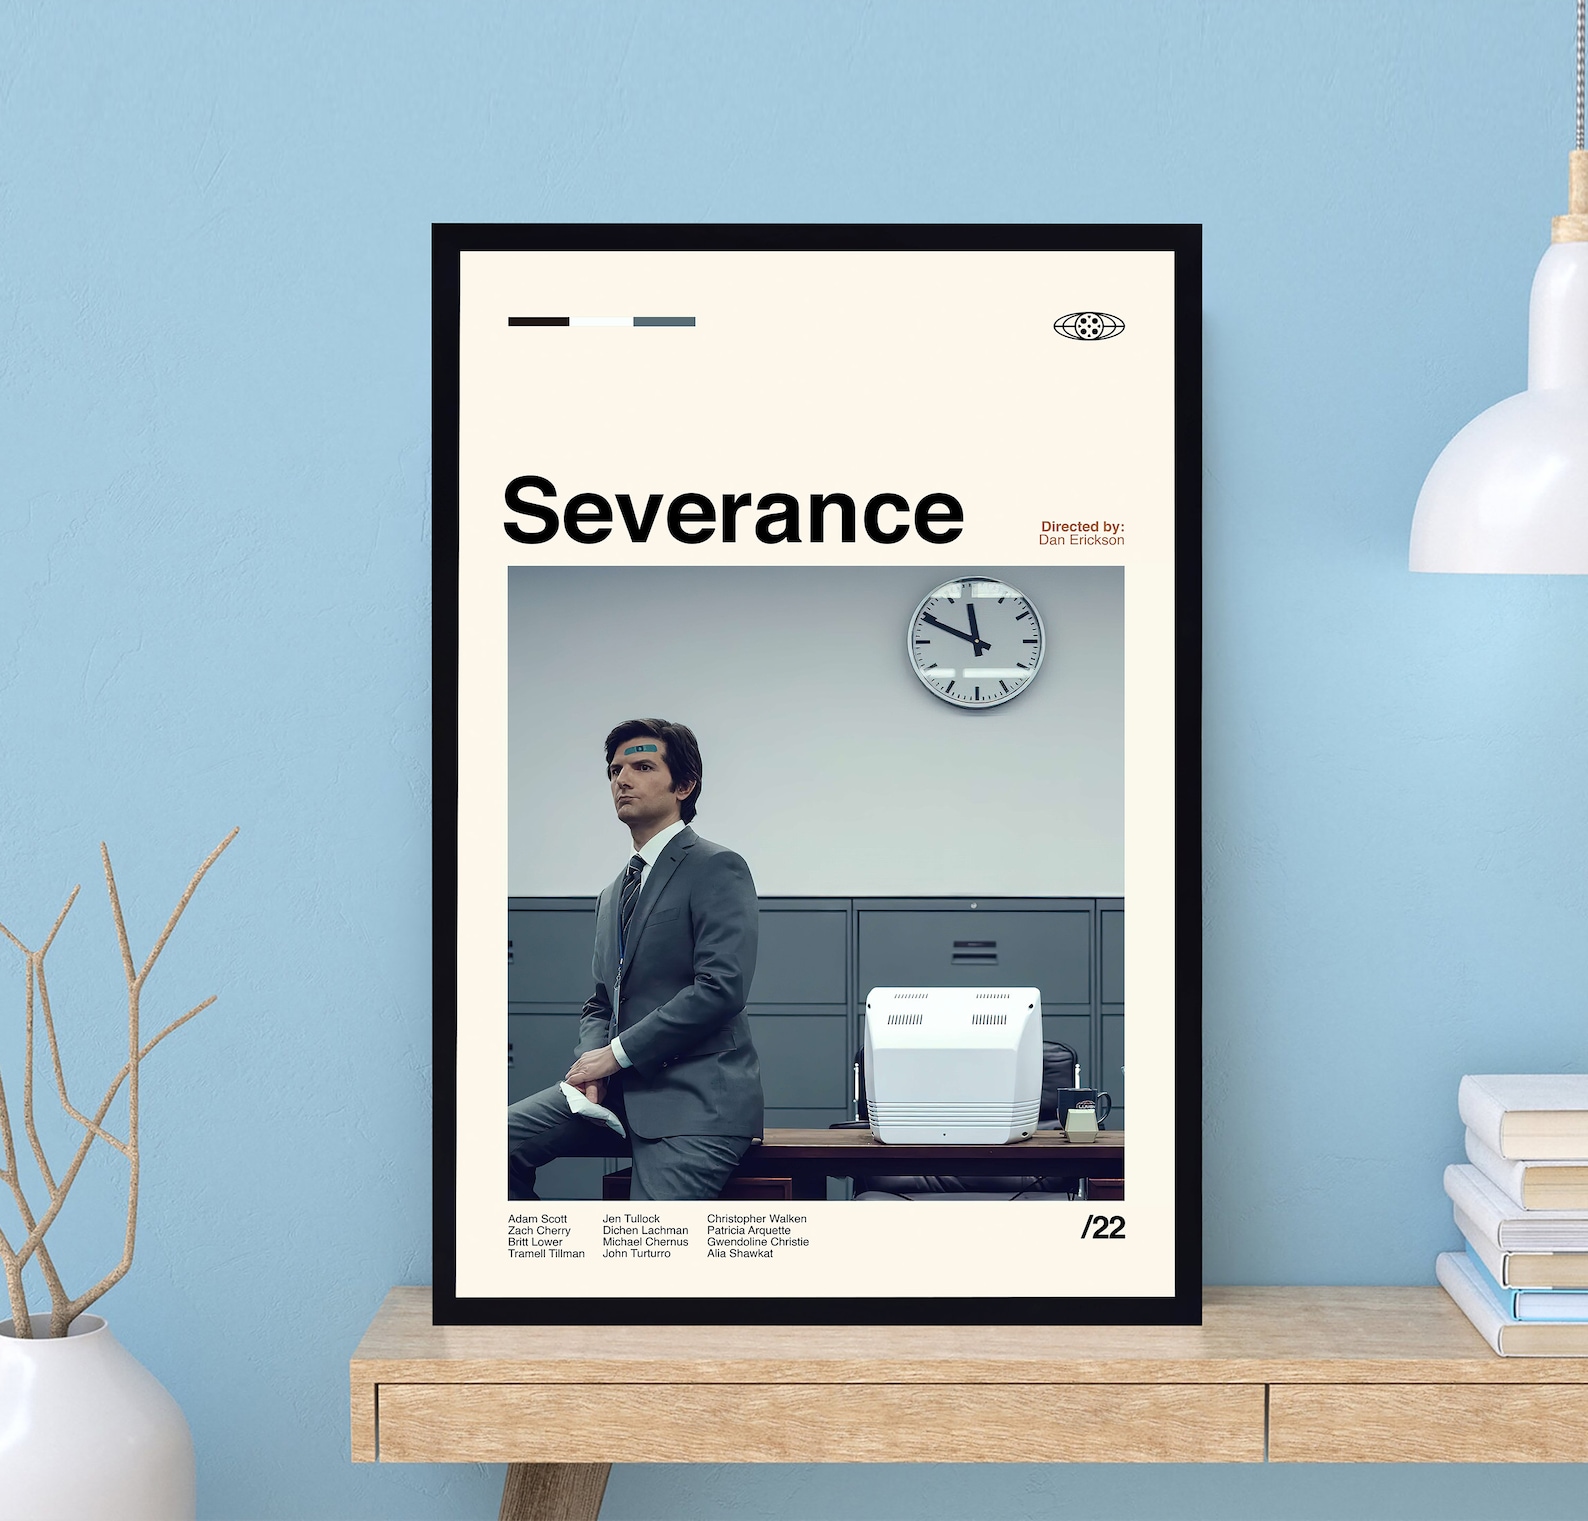 Severance
Directed by:
Dan Erickson
Adam Scott
Zach Cherry
Britt Lower
Tramell Tillman
Jen Tullock
Dichen Lachman
Michael Chernus
John Turturro
Christopher Walken
Patricia Arquette
Gwendoline Christie
Alia Shawkat
/22